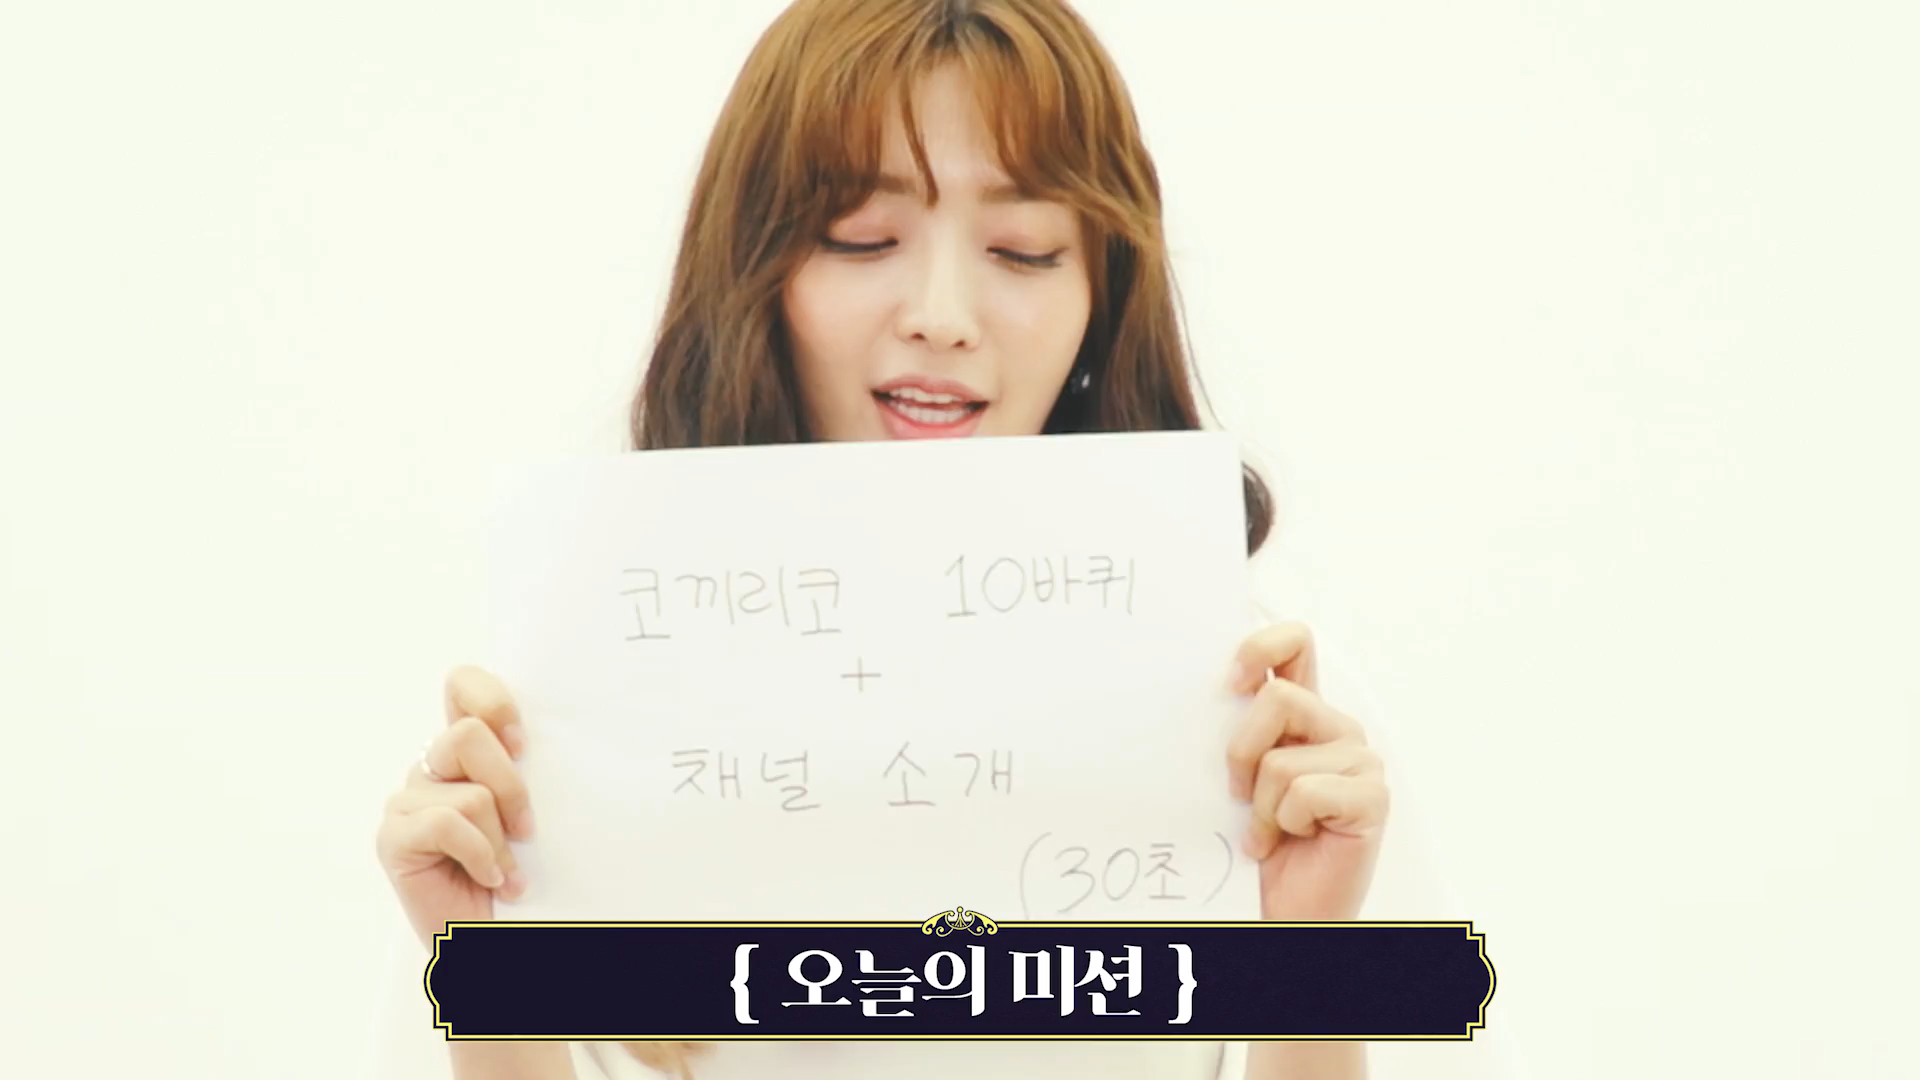 코끼리코 10바퀴
+
채널 소개
(30초)
{ 오늘의 미션 }